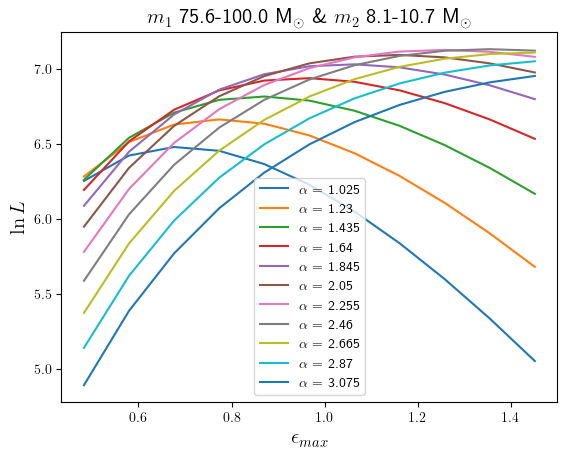 m₁ 75.6-100.0 M⊙ & m₂ 8.1-10.7 M⊙
ln L
7.0
6.5
6.0
5.5
5.0
α = 1.025
α = 1.23
α = 1.435
α = 1.64
α = 1.845
α = 2.05
α = 2.255
α = 2.46
α = 2.665
α = 2.87
α = 3.075
0.6 0.8 1.0 1.2 1.4
ϵmax